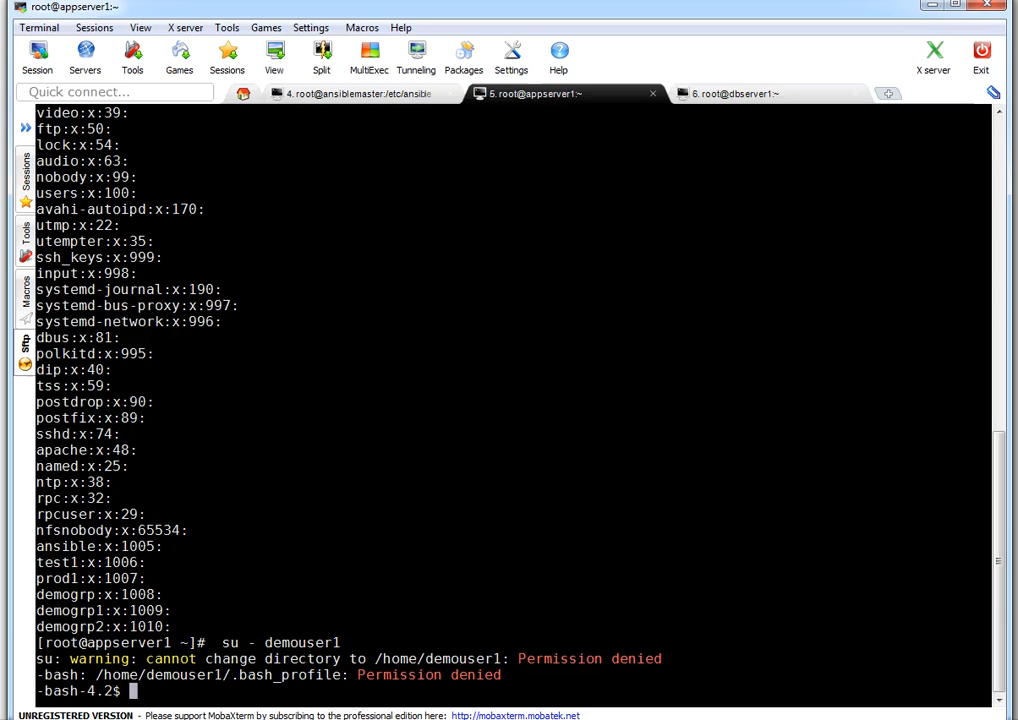 root@appserver1:~
Terminal Sessions View X server Tools Games Settings Macros Help
Session Servers Tools Games Sessions View Split MultiExec Tunneling Packages Settings Help X server Exit
Quick connect...
4. root@ansiblemaster:/etc/ansible
5. root@appserver1:~
6. root@dbserver1:~
Sessions
Tools
Macros
Sftp
video:x:39:
ftp:x:50:
lock:x:54:
audio:x:63:
nobody:x:99:
users:x:100:
avahi-autoipd:x:170:
utmp:x:22:
utempter:x:35:
ssh_keys:x:999:
input:x:998:
systemd-journal:x:190:
systemd-bus-proxy:x:997:
systemd-network:x:996:
dbus:x:81:
polkitd:x:995:
dip:x:40:
tss:x:59:
postdrop:x:90:
postfix:x:89:
sshd:x:74:
apache:x:48:
named:x:25:
ntp:x:38:
rpc:x:32:
rpcuser:x:29:
nfsnobody:x:65534:
ansible:x:1005:
test1:x:1006:
prod1:x:1007:
demogrp:x:1008:
demogrp1:x:1009:
demogrp2:x:1010:
[root@appserver1 ~]#  su - demouser1
su: warning: cannot change directory to /home/demouser1: Permission denied
-bash: /home/demouser1/.bash_profile: Permission denied
-bash-4.2$
UNREGISTERED VERSION - Please support MobaXterm by subscribing to the professional edition here: http://mobaxterm.mobatek.net